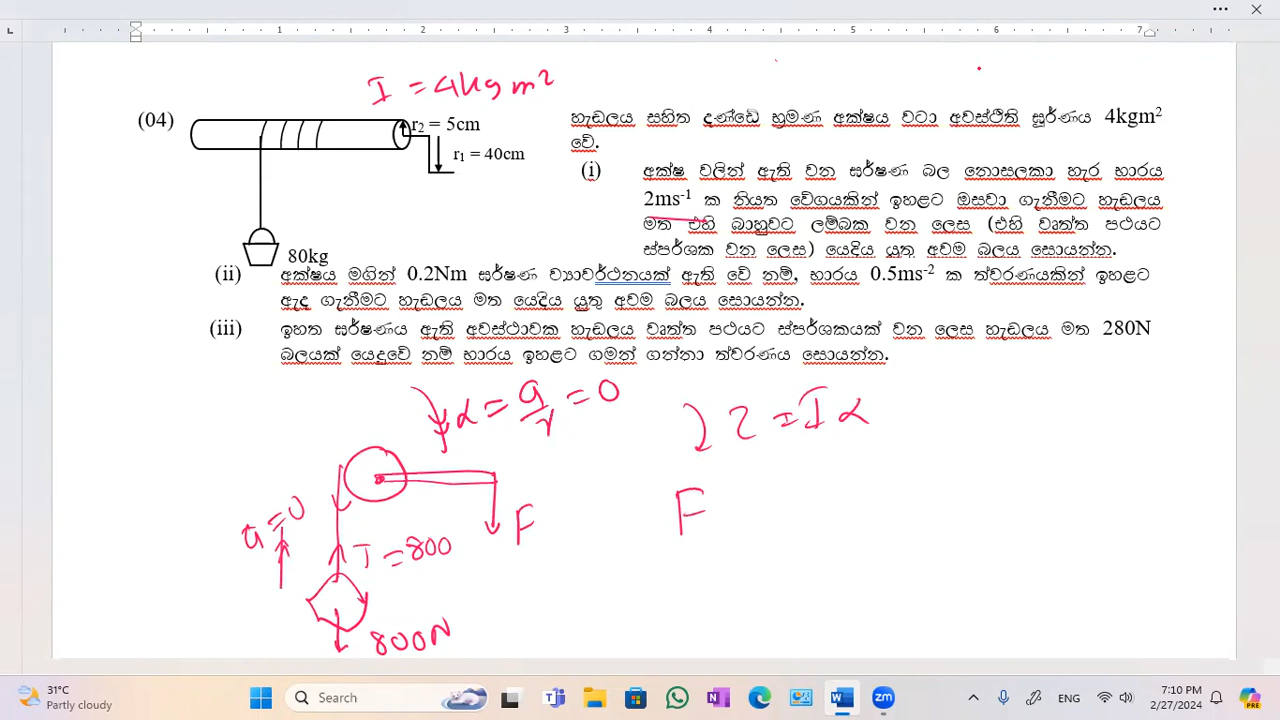 I = 4kg m²
(04)
r₂ = 5cm
r₁ = 40cm
80kg
හැඩලය සහිත දණ්ඩේ භ්‍රමණ අක්ෂය වටා අවස්ථිති ඝූර්ණය 4kgm²
වේ.
(i) අක්ෂ වලින් ඇති වන ඝර්ෂණ බල නොසලකා හැර භාරය
2ms⁻¹ ක නියත වේගයකින් ඉහළට ඔසවා ගැනීමට හැඩලය
මත එහි බාහුවට ලම්බක වන ලෙස (එහි වෘත්ත පථයට
ස්පර්ශක වන ලෙස) යෙදිය යුතු අවම බලය සොයන්න.
(ii) අක්ෂය මගින් 0.2Nm ඝර්ෂණ ව්‍යාවර්ථනයක් ඇති වේ නම්, භාරය 0.5ms⁻² ක ත්වරණයකින් ඉහළට
ඇද ගැනීමට හැඩලය මත යෙදිය යුතු අවම බලය සොයන්න.
(iii) ඉහත ඝර්ෂණය ඇති අවස්ථාවක හැඩලය වෘත්ත පථයට ස්පර්ශකයක් වන ලෙස හැඩලය මත 280N
බලයක් යෙදුවේ නම් භාරය ඉහළට ගමන් ගන්නා ත්වරණය සොයන්න.
α = a/r = 0
τ = I α
a = 0
F
F
T = 800
800N
31°C
Partly cloudy
Search
ENG
7:10 PM
2/27/2024